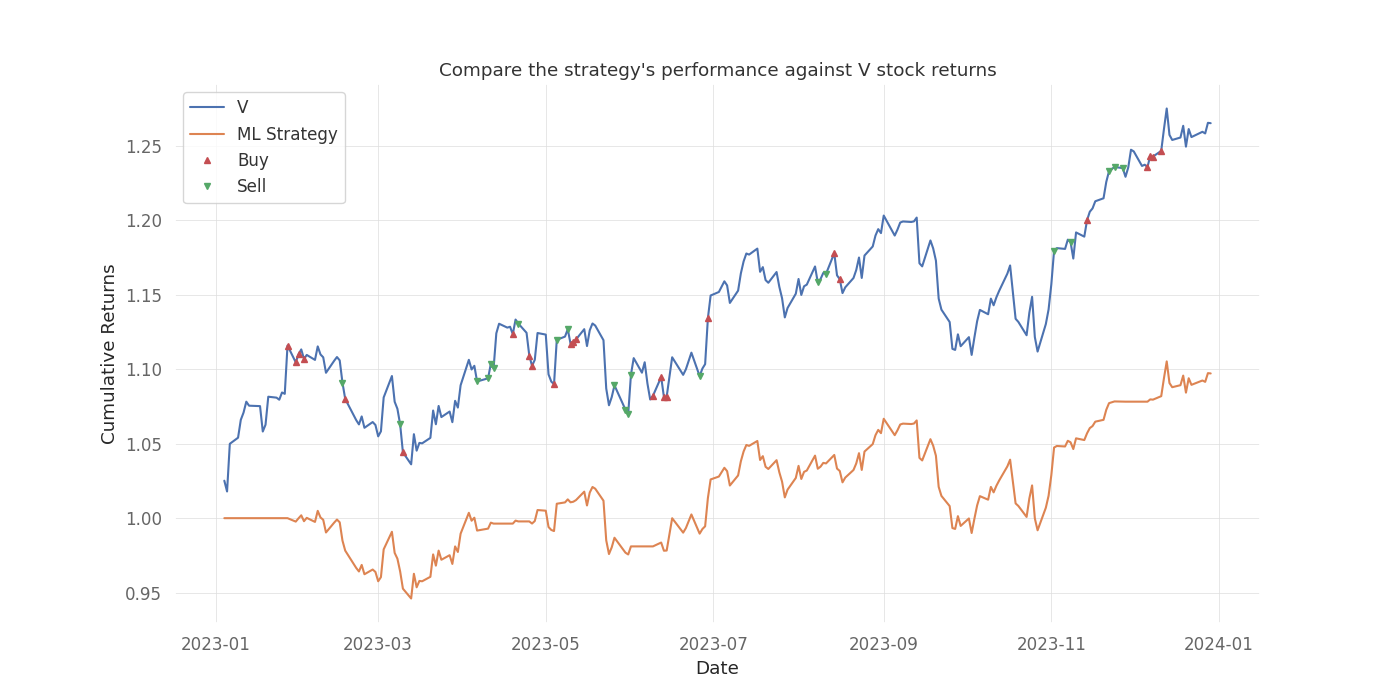 Compare the strategy's performance against V stock returns
V
ML Strategy
Buy
Sell
Cumulative Returns
1.25
1.20
1.15
1.10
1.05
1.00
0.95
2023-01
2023-03
2023-05
2023-07
2023-09
2023-11
2024-01
Date